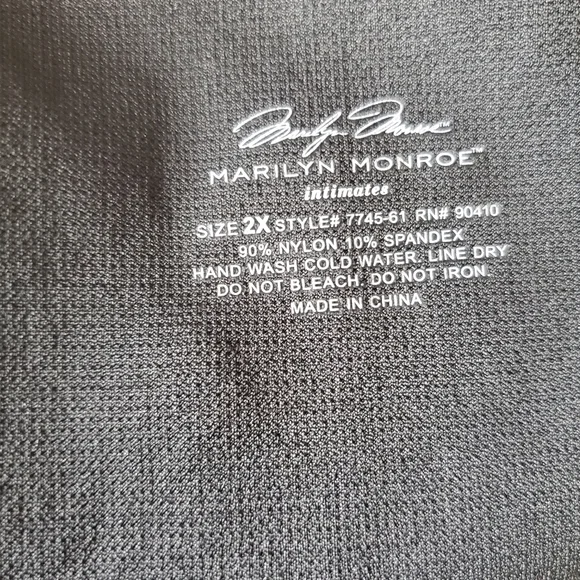 Marilyn Monroe™
MARILYN MONROE™
intimates
SIZE 2X STYLE# 7745-61 RN# 90410
90% NYLON 10% SPANDEX
HAND WASH COLD WATER. LINE DRY
DO NOT BLEACH. DO NOT IRON.
MADE IN CHINA